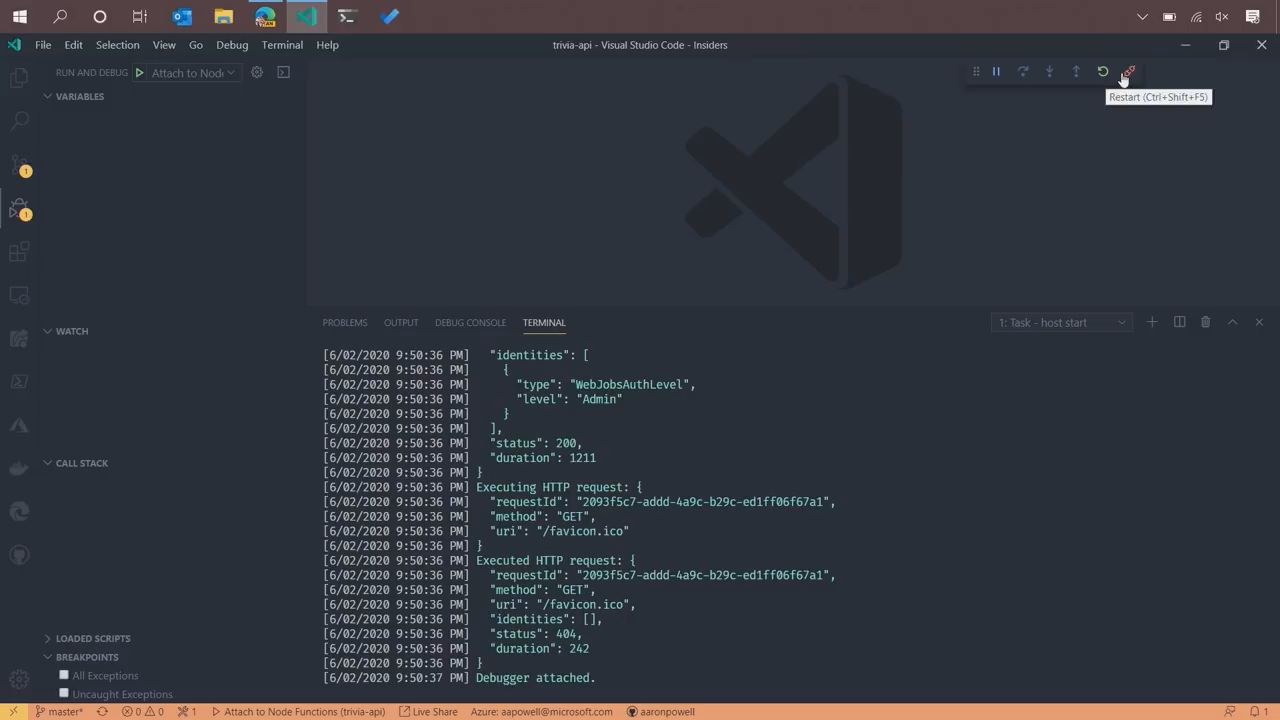 File Edit Selection View Go Debug Terminal Help
trivia-api - Visual Studio Code - Insiders
RUN AND DEBUG
Attach to Node
VARIABLES
Restart (Ctrl+Shift+F5)
1
1
WATCH
CALL STACK
LOADED SCRIPTS
BREAKPOINTS
All Exceptions
Uncaught Exceptions
PROBLEMS OUTPUT DEBUG CONSOLE TERMINAL
1: Task - host start
[6/02/2020 9:50:36 PM]   "identities": [
[6/02/2020 9:50:36 PM]     {
[6/02/2020 9:50:36 PM]       "type": "WebJobsAuthLevel",
[6/02/2020 9:50:36 PM]       "level": "Admin"
[6/02/2020 9:50:36 PM]     }
[6/02/2020 9:50:36 PM]   ],
[6/02/2020 9:50:36 PM]   "status": 200,
[6/02/2020 9:50:36 PM]   "duration": 1211
[6/02/2020 9:50:36 PM] }
[6/02/2020 9:50:36 PM] Executing HTTP request: {
[6/02/2020 9:50:36 PM]   "requestId": "2093f5c7-addd-4a9c-b29c-ed1ff06f67a1",
[6/02/2020 9:50:36 PM]   "method": "GET",
[6/02/2020 9:50:36 PM]   "uri": "/favicon.ico"
[6/02/2020 9:50:36 PM] }
[6/02/2020 9:50:36 PM] Executed HTTP request: {
[6/02/2020 9:50:36 PM]   "requestId": "2093f5c7-addd-4a9c-b29c-ed1ff06f67a1",
[6/02/2020 9:50:36 PM]   "method": "GET",
[6/02/2020 9:50:36 PM]   "uri": "/favicon.ico",
[6/02/2020 9:50:36 PM]   "identities": [],
[6/02/2020 9:50:36 PM]   "status": 404,
[6/02/2020 9:50:36 PM]   "duration": 242
[6/02/2020 9:50:36 PM] }
[6/02/2020 9:50:37 PM] Debugger attached.
master* 0 0 1 Attach to Node Functions (trivia-api) Live Share Azure: aapowell@microsoft.com aaronpowell 1